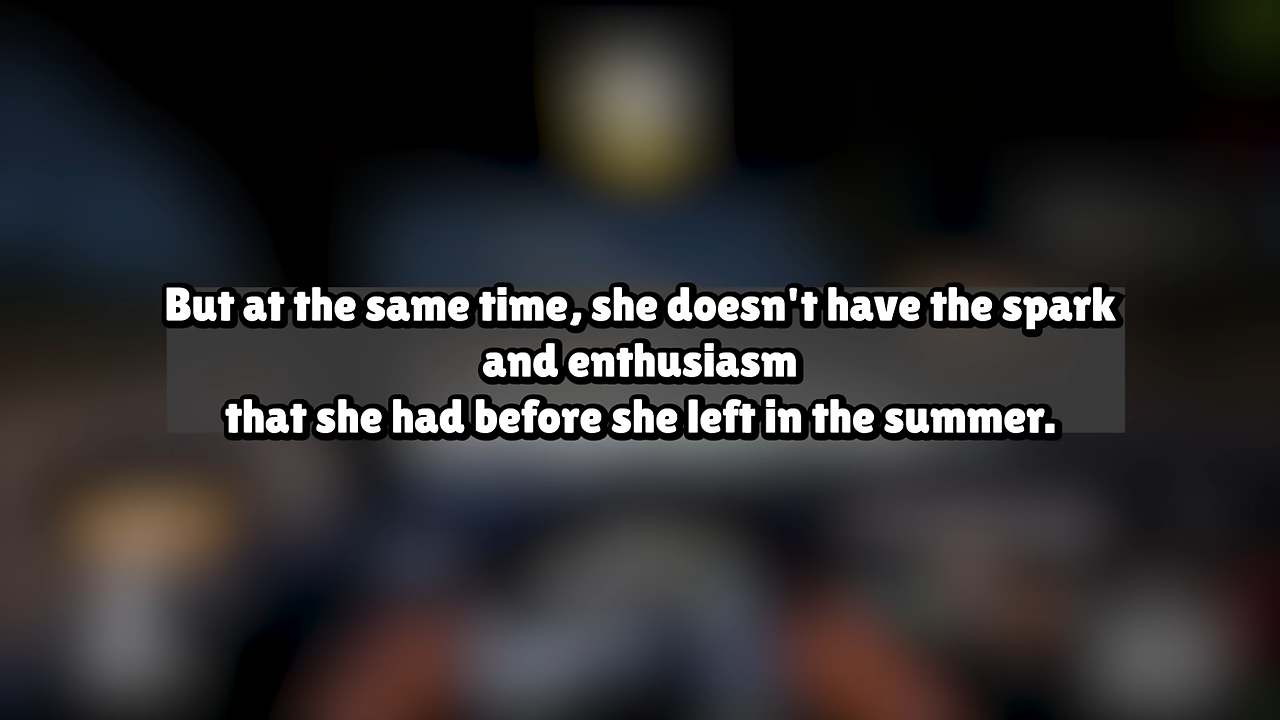 But at the same time, she doesn't have the spark
and enthusiasm
that she had before she left in the summer.